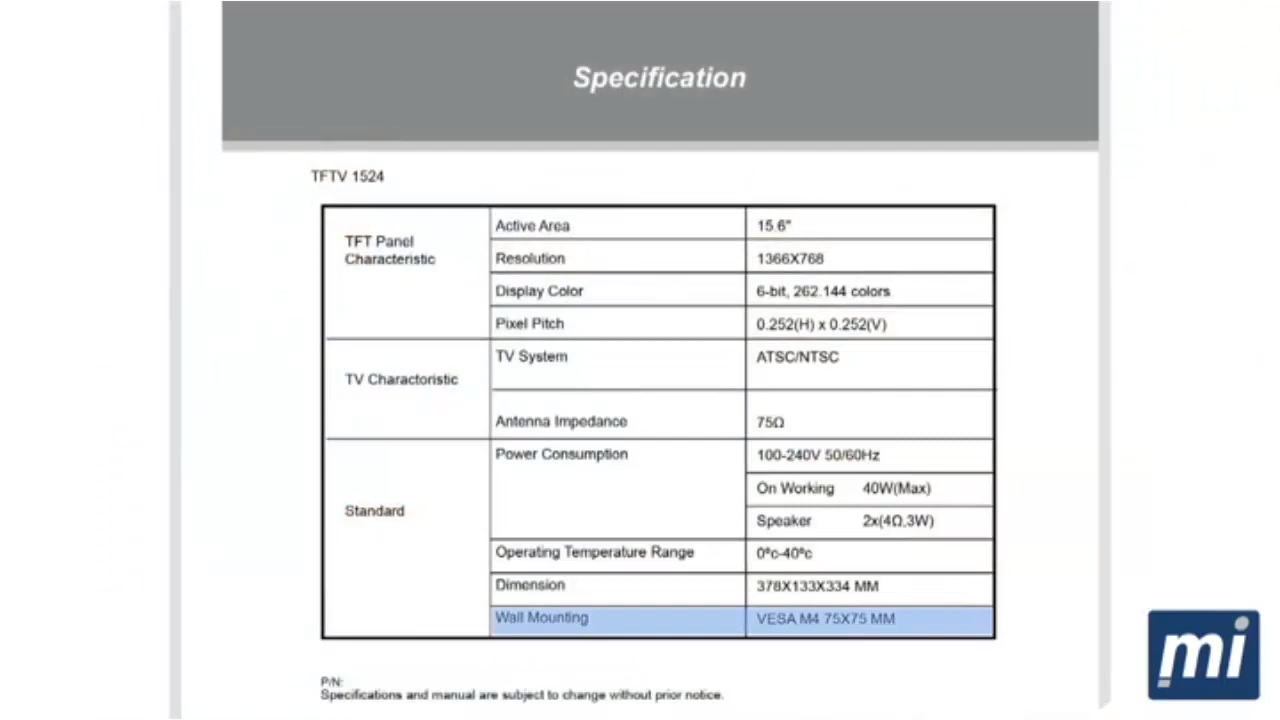 Specification
TFTV 1524
TFT Panel
Characteristic
Active Area 15.6"
Resolution 1366X768
Display Color 6-bit, 262.144 colors
Pixel Pitch 0.252(H) x 0.252(V)
TV Charactoristic
TV System ATSC/NTSC
Antenna Impedance 75Ω
Standard
Power Consumption 100-240V 50/60Hz
On Working 40W(Max)
Speaker 2x(4Ω,3W)
Operating Temperature Range 0ºc-40ºc
Dimension 378X133X334 MM
Wall Mounting VESA M4 75X75 MM
P/N:
Specifications and manual are subject to change without prior notice.
mi